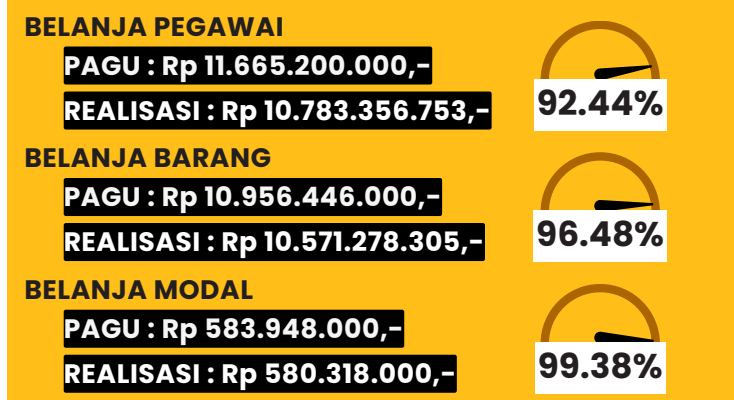 BELANJA PEGAWAI
PAGU : Rp 11.665.200.000,-
REALISASI : Rp 10.783.356.753,-
92.44%
BELANJA BARANG
PAGU : Rp 10.956.446.000,-
REALISASI : Rp 10.571.278.305,-
96.48%
BELANJA MODAL
PAGU : Rp 583.948.000,-
REALISASI : Rp 580.318.000,-
99.38%